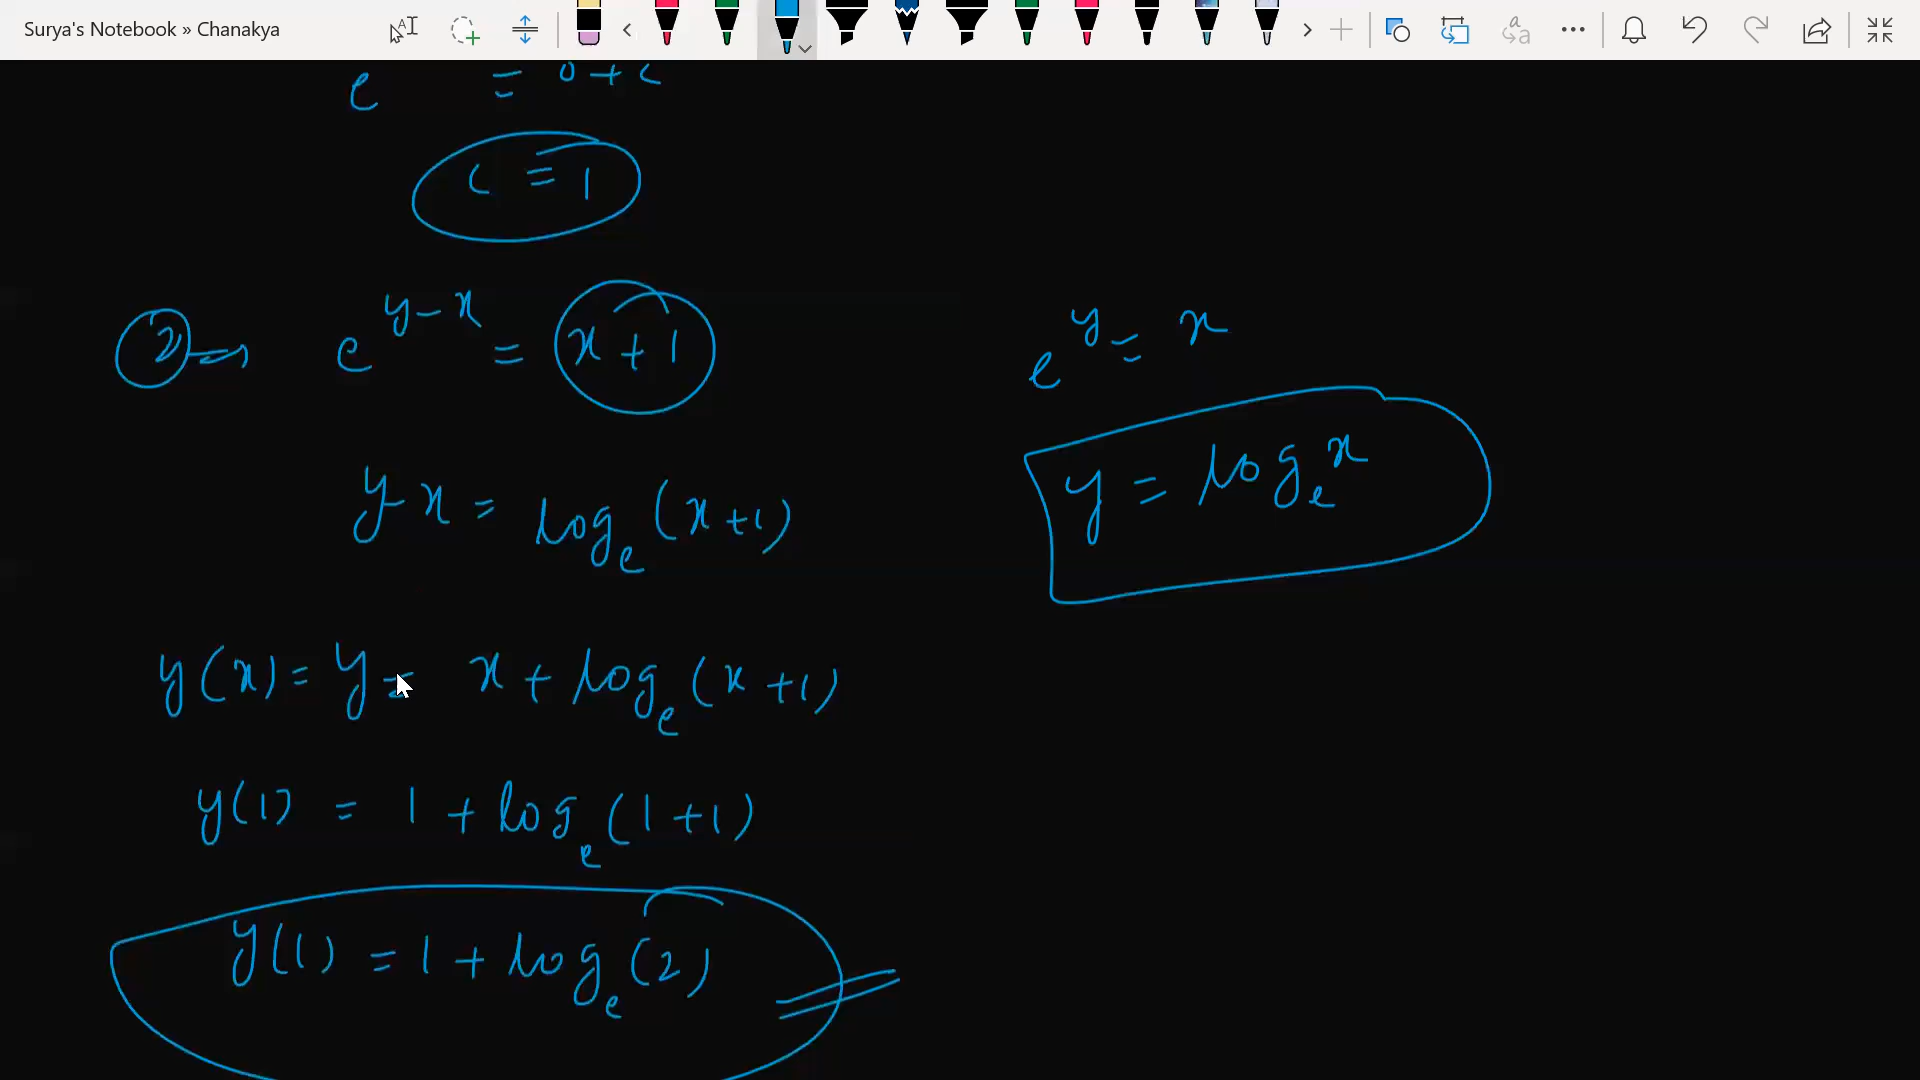 Surya's Notebook » Chanakya
e = 0 + c
c = 1
② ⇒ e^{y-x} = x + 1
e^y = x
y = log_e x
y - x = log_e (x+1)
y(x) = y = x + log_e (x+1)
y(1) = 1 + log_e (1+1)
y(1) = 1 + log_e (2)